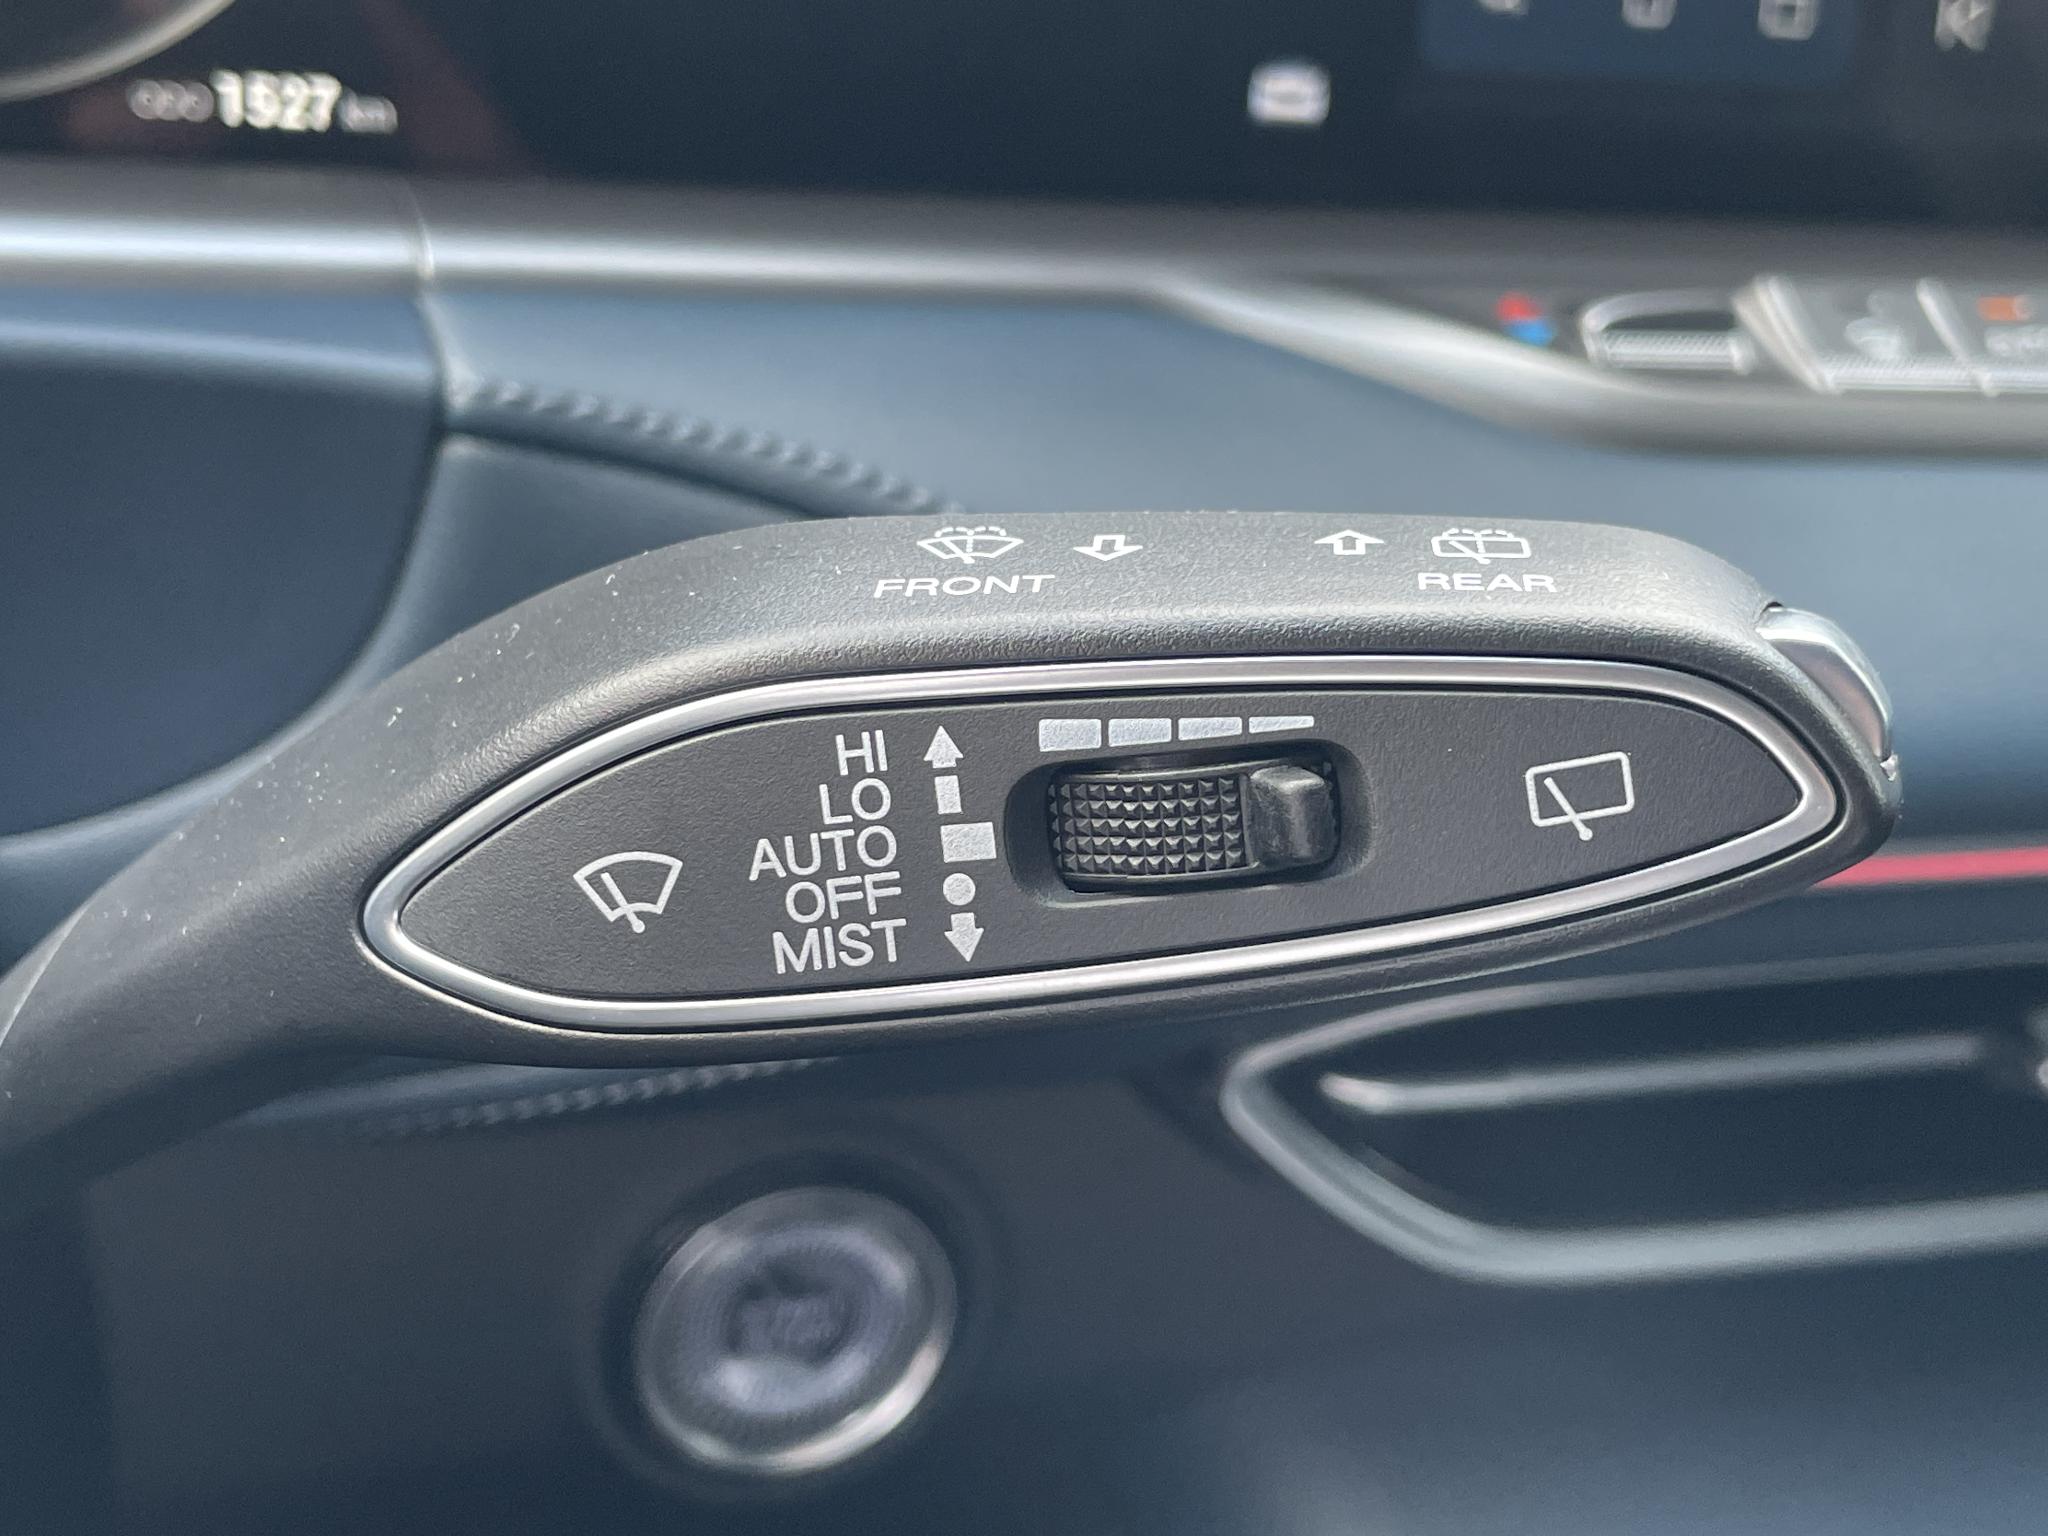 1527 km
FRONT
REAR
HI
LO
AUTO
OFF
MIST